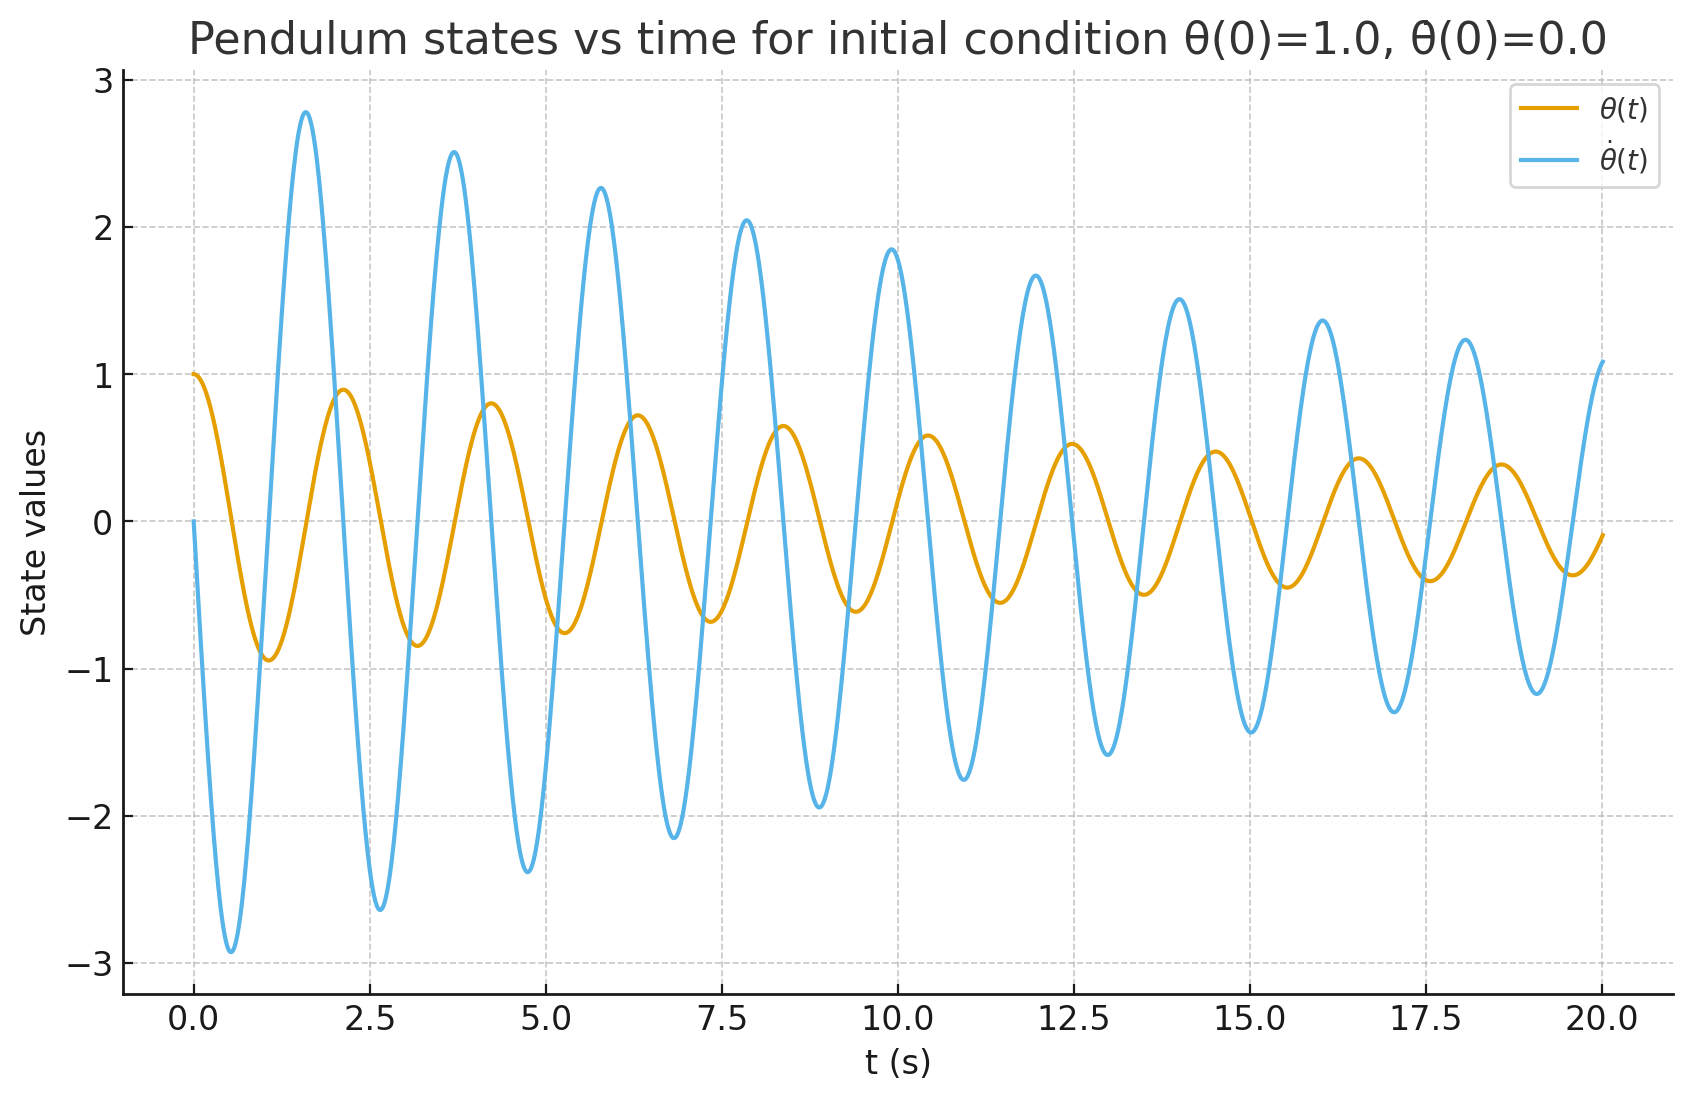 Pendulum states vs time for initial condition θ(0)=1.0, θ̇(0)=0.0
θ(t)
θ̇(t)
State values
3
2
1
0
−1
−2
−3
0.0 2.5 5.0 7.5 10.0 12.5 15.0 17.5 20.0
t (s)